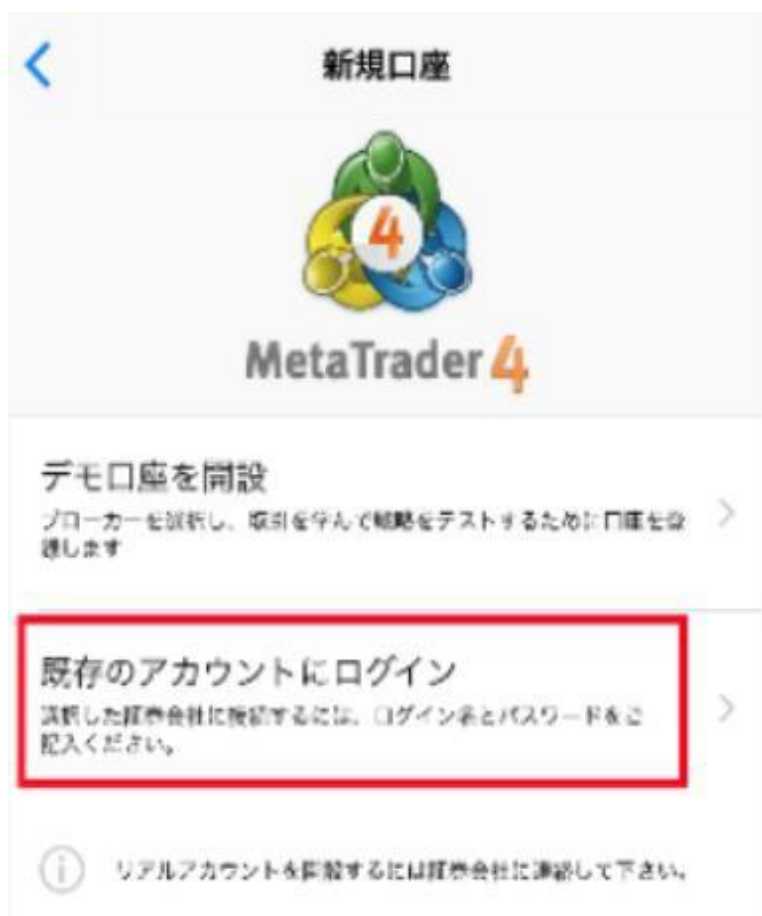 新規口座
4
MetaTrader 4
デモ口座を開設
ブローカーを選択し、取引を学んで戦略をテストするために口座を登
録します
既存のアカウントにログイン
選択した証券会社に接続するには、ログイン名とパスワードをご
記入ください。
i
リアルアカウントを開設するには証券会社に連絡して下さい。